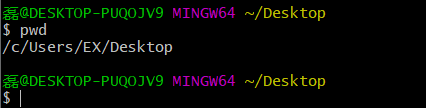 磊@DESKTOP-PUQOJV9 MINGW64 ~/Desktop
$ pwd
/c/Users/EX/Desktop
磊@DESKTOP-PUQOJV9 MINGW64 ~/Desktop
$